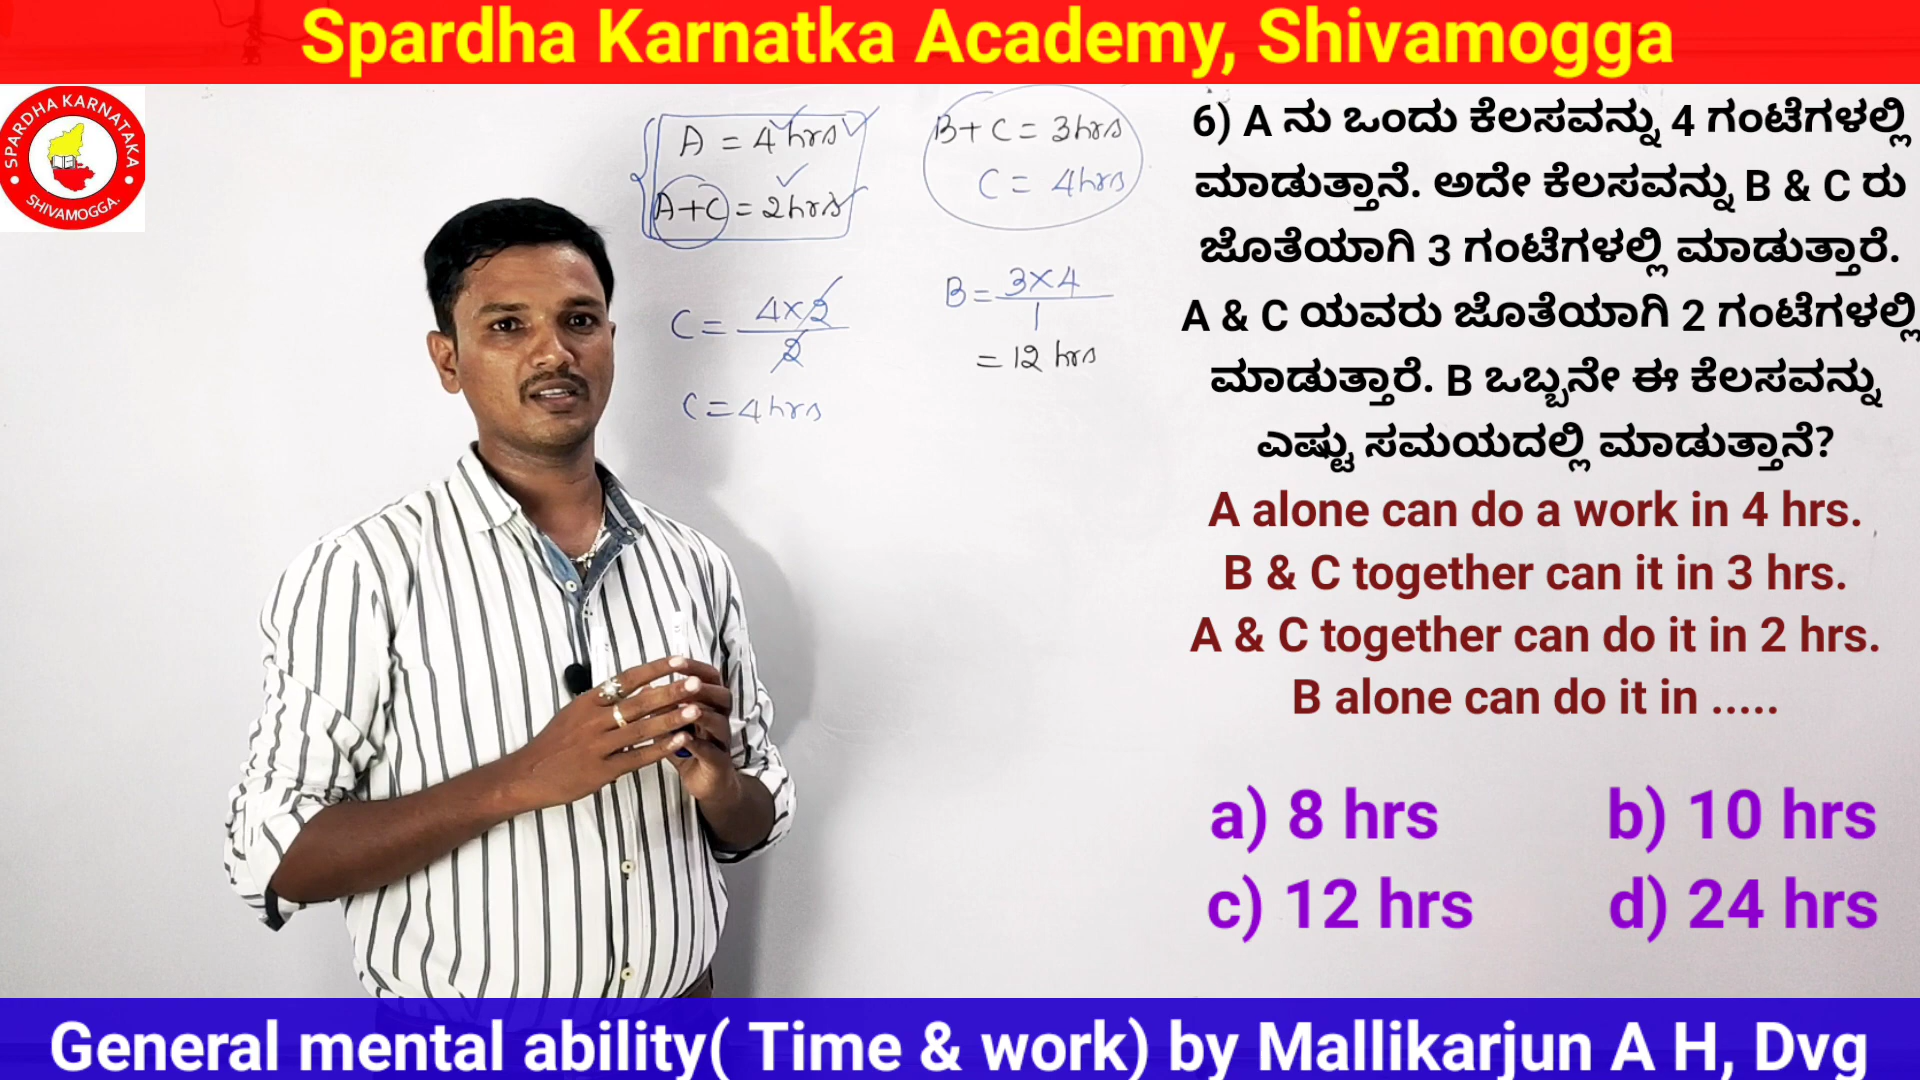 Spardha Karnatka Academy, Shivamogga
SPARDHA KARNATAKA
SHIVAMOGGA.
A = 4 hrs
A+C = 2 hrs
C = 4×2
2
C = 4 hrs
B+C = 3 hrs
C = 4 hrs
B = 3×4
1
= 12 hrs
6) A ನು ಒಂದು ಕೆಲಸವನ್ನು 4 ಗಂಟೆಗಳಲ್ಲಿ
ಮಾಡುತ್ತಾನೆ. ಅದೇ ಕೆಲಸವನ್ನು B & C ರು
ಜೊತೆಯಾಗಿ 3 ಗಂಟೆಗಳಲ್ಲಿ ಮಾಡುತ್ತಾರೆ.
A & C ಯವರು ಜೊತೆಯಾಗಿ 2 ಗಂಟೆಗಳಲ್ಲಿ
ಮಾಡುತ್ತಾರೆ. B ಒಬ್ಬನೇ ಈ ಕೆಲಸವನ್ನು
ಎಷ್ಟು ಸಮಯದಲ್ಲಿ ಮಾಡುತ್ತಾನೆ?
A alone can do a work in 4 hrs.
B & C together can it in 3 hrs.
A & C together can do it in 2 hrs.
B alone can do it in .....
a) 8 hrs b) 10 hrs
c) 12 hrs d) 24 hrs
General mental ability( Time & work) by Mallikarjun A H, Dvg